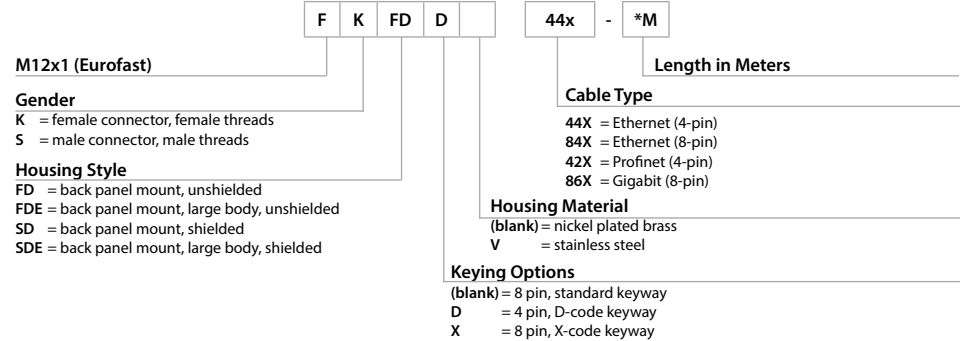 F K FD D 44x - *M
M12x1 (Eurofast)
Length in Meters
Gender
K = female connector, female threads
S = male connector, male threads
Cable Type
44X = Ethernet (4-pin)
84X = Ethernet (8-pin)
42X = Profinet (4-pin)
86X = Gigabit (8-pin)
Housing Style
FD = back panel mount, unshielded
FDE = back panel mount, large body, unshielded
SD = back panel mount, shielded
SDE = back panel mount, large body, shielded
Housing Material
(blank) = nickel plated brass
V = stainless steel
Keying Options
(blank) = 8 pin, standard keyway
D = 4 pin, D-code keyway
X = 8 pin, X-code keyway